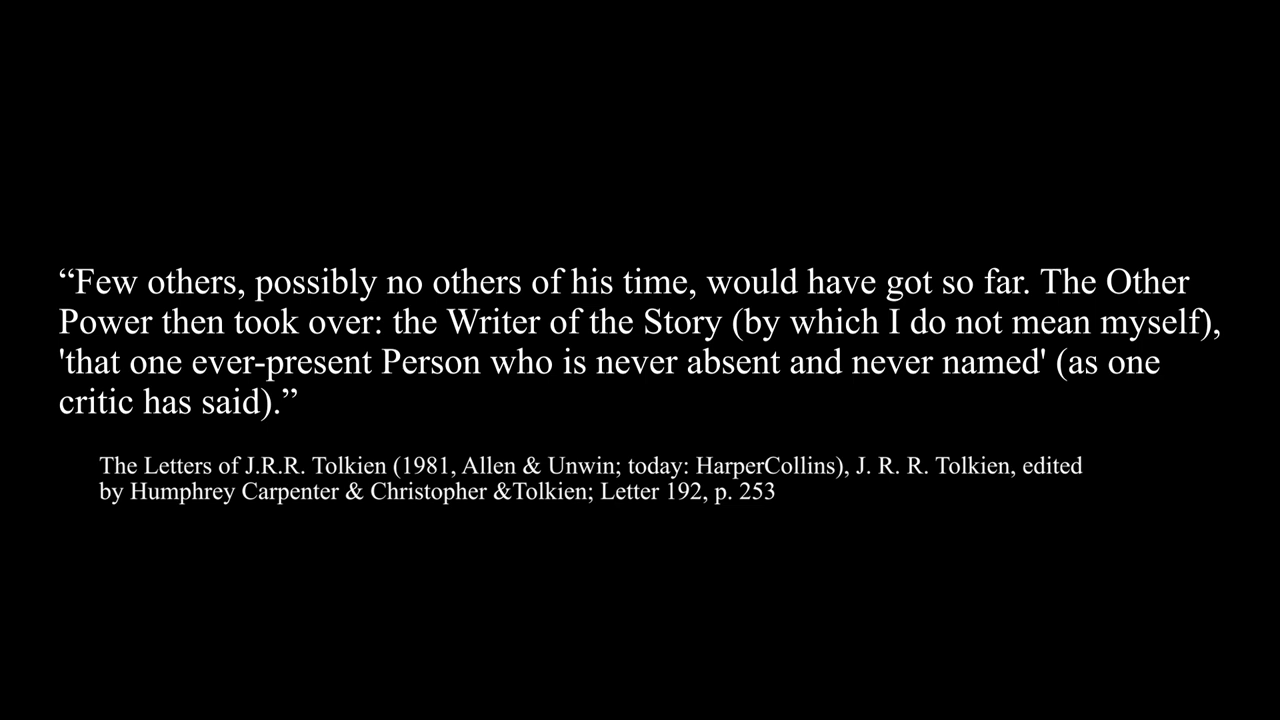 “Few others, possibly no others of his time, would have got so far. The Other
Power then took over: the Writer of the Story (by which I do not mean myself),
'that one ever-present Person who is never absent and never named' (as one
critic has said).”
The Letters of J.R.R. Tolkien (1981, Allen & Unwin; today: HarperCollins), J. R. R. Tolkien, edited
by Humphrey Carpenter & Christopher &Tolkien; Letter 192, p. 253